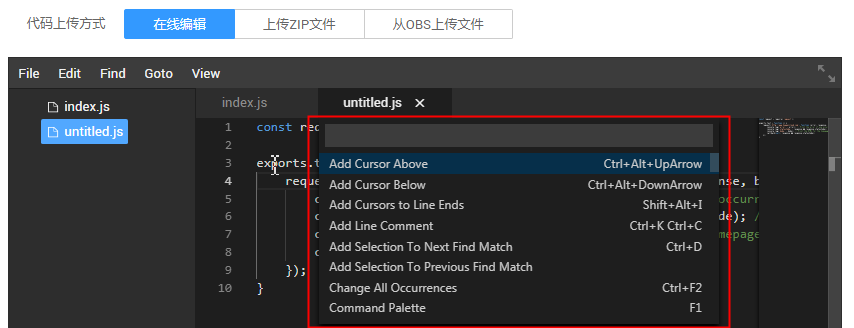 代码上传方式 在线编辑 上传ZIP文件 从OBS上传文件
File Edit Find Goto View
index.js untitled.js ×
index.js
untitled.js
1 const rec
2
3 exports.t
Add Cursor Above Ctrl+Alt+UpArrow
4 reque nse, b
Add Cursor Below Ctrl+Alt+DownArrow
5 c occurr
Add Cursors to Line Ends Shift+Alt+I
6 c de); /
Add Line Comment Ctrl+K Ctrl+C
7 c mepage
Add Selection To Next Find Match Ctrl+D
8 c
Add Selection To Previous Find Match
9 });
Change All Occurrences Ctrl+F2
10 }
Command Palette F1